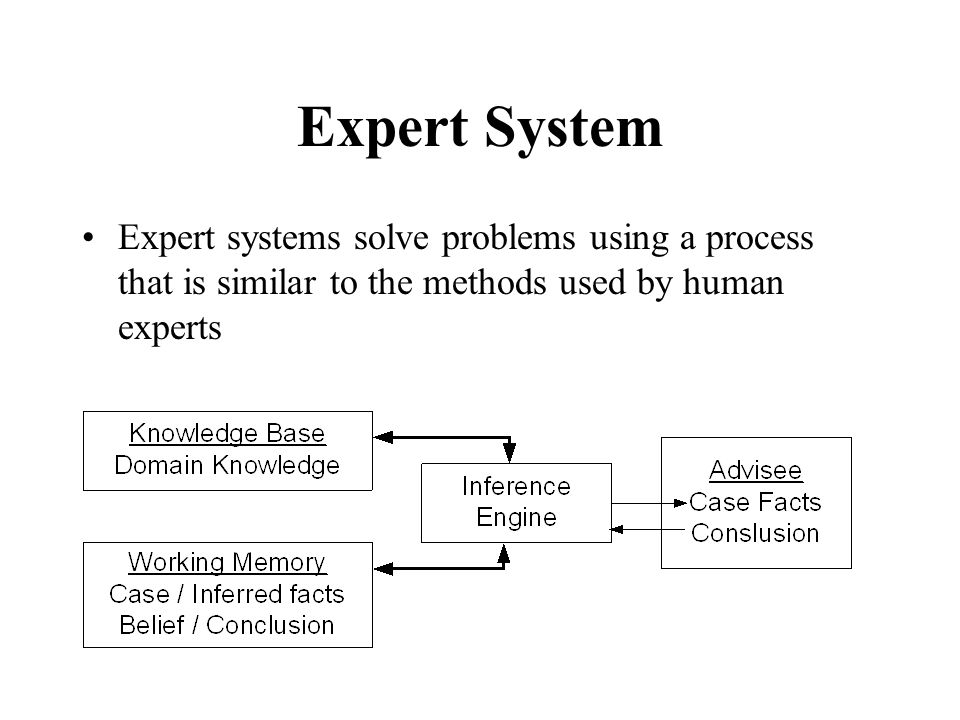 Expert System
• Expert systems solve problems using a process
that is similar to the methods used by human
experts
Knowledge Base
Domain Knowledge
Inference
Engine
Advisee
Case Facts
Conslusion
Working Memory
Case / Inferred facts
Belief / Conclusion